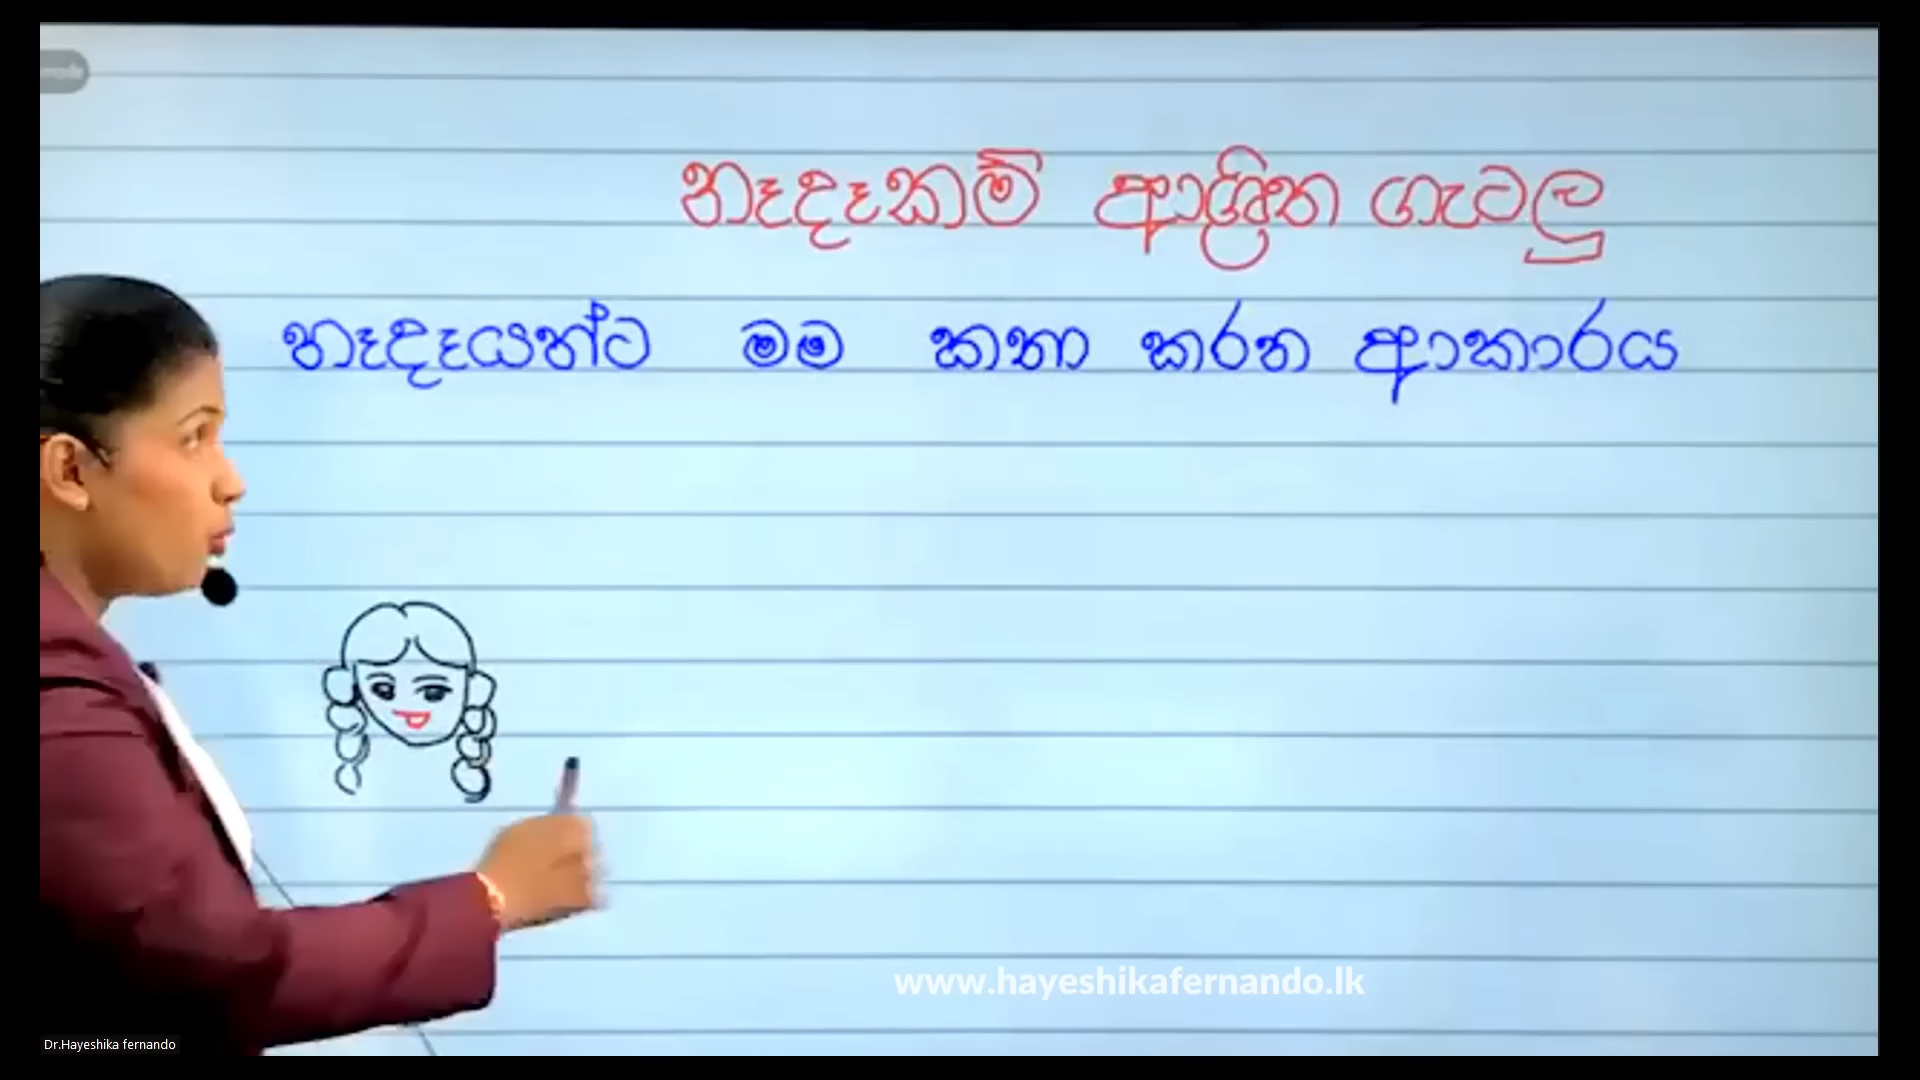 නෑදෑකම් ආශ්‍රිත ගැටලු
නෑදෑයන්ට මම කතා කරන ආකාරය
www.hayeshikafernando.lk
Dr.Hayeshika fernando